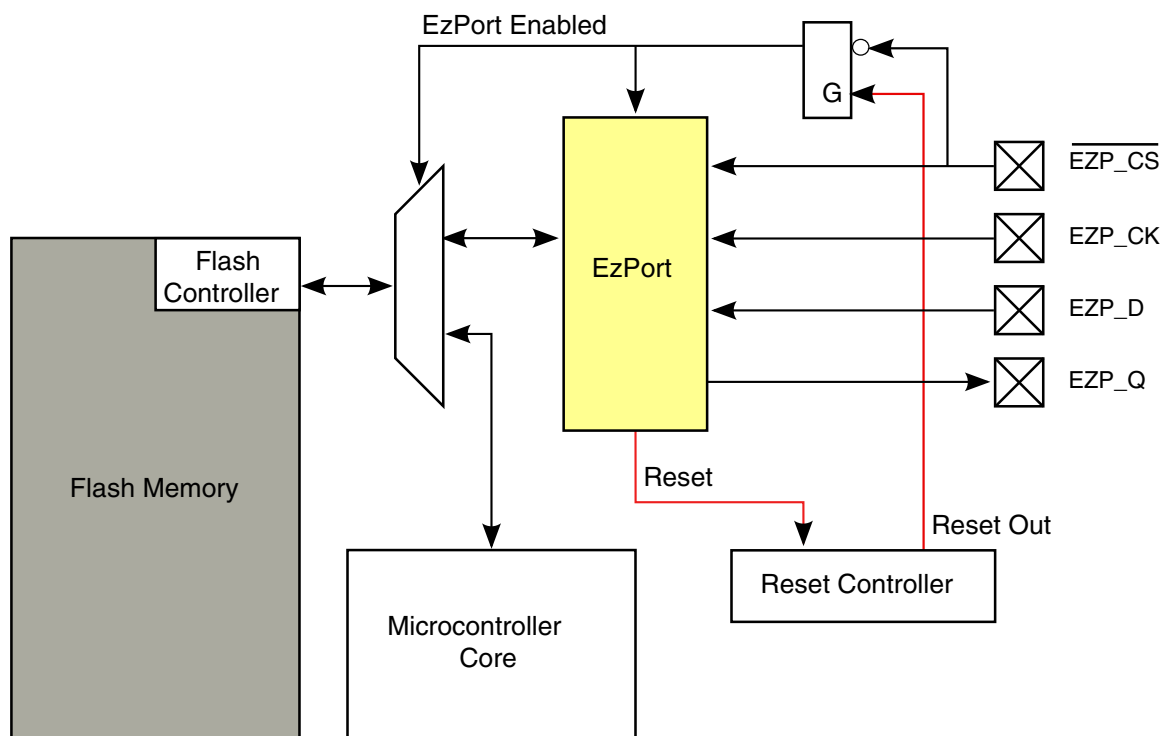 EzPort Enabled
G
EZP_CS
EZP_CK
EzPort
Flash
Controller
EZP_D
EZP_Q
Reset
Flash Memory
Reset Out
Reset Controller
Microcontroller
Core